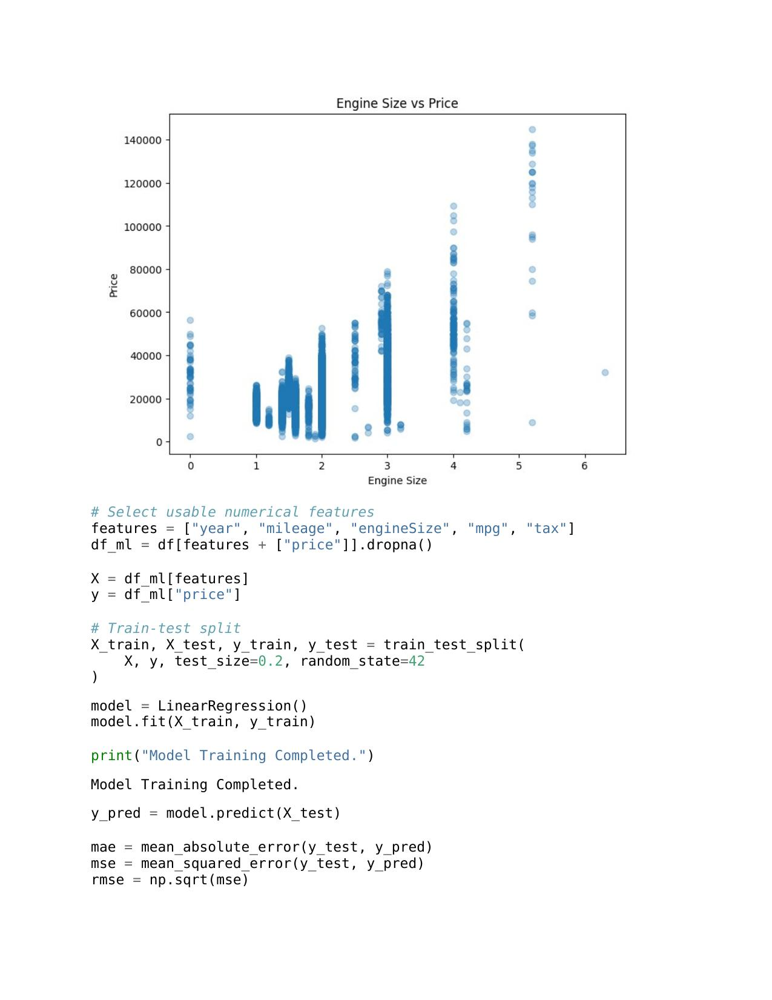 Engine Size vs Price
140000
120000
100000
80000
60000
40000
20000
0
Price
0 1 2 3 4 5 6
Engine Size
# Select usable numerical features
features = ["year", "mileage", "engineSize", "mpg", "tax"]
df_ml = df[features + ["price"]].dropna()
X = df_ml[features]
y = df_ml["price"]
# Train-test split
X_train, X_test, y_train, y_test = train_test_split(
    X, y, test_size=0.2, random_state=42
)
model = LinearRegression()
model.fit(X_train, y_train)
print("Model Training Completed.")
Model Training Completed.
y_pred = model.predict(X_test)
mae = mean_absolute_error(y_test, y_pred)
mse = mean_squared_error(y_test, y_pred)
rmse = np.sqrt(mse)